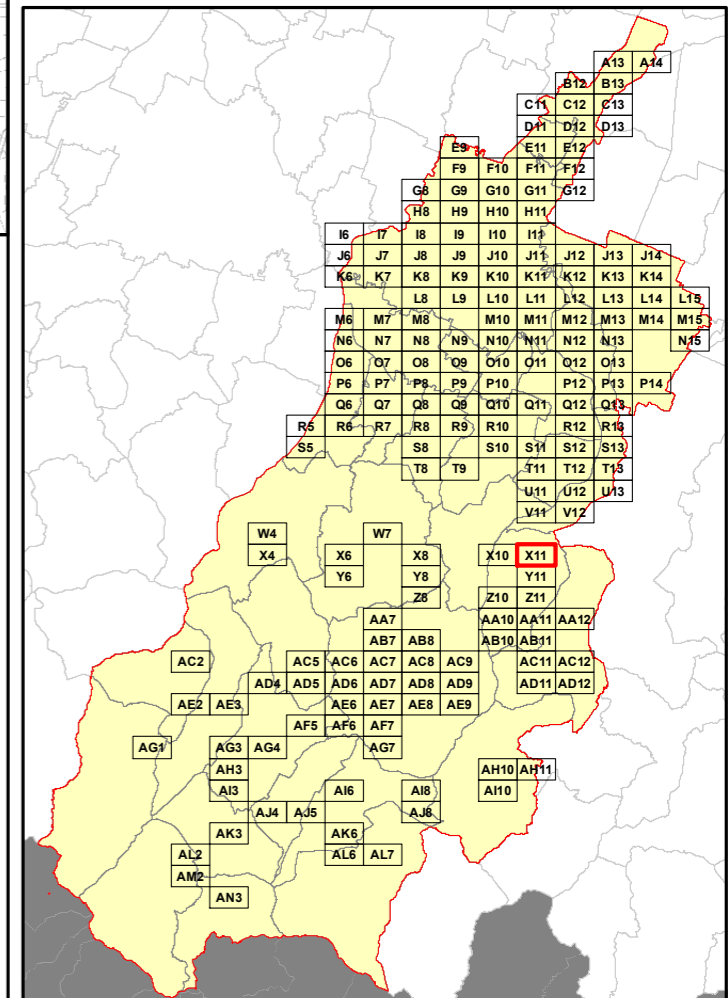 A13 A14
B12 B13
C11 C12 C13
D11 D12 D13
E9 E11 E12
F9 F10 F11 F12
G8 G9 G10 G11 G12
H8 H9 H10 H11
I6 I7 I8 I9 I10 I11
J6 J7 J8 J9 J10 J11 J12 J13 J14
K6 K7 K8 K9 K10 K11 K12 K13 K14
L8 L9 L10 L11 L12 L13 L14 L15
M6 M7 M8 M10 M11 M12 M13 M14 M15
N6 N7 N8 N9 N10 N11 N12 N13 N15
O6 O7 O8 O9 O10 O11 O12 O13
P6 P7 P8 P9 P10 P12 P13 P14
Q6 Q7 Q8 Q9 Q10 Q11 Q12 Q13
R5 R6 R7 R8 R9 R10 R12 R13
S5 S8 S10 S11 S12 S13
T8 T9 T11 T12 T13
U11 U12 U13
V11 V12
W4 W7
X4 X6 X8 X10 X11
Y6 Y8 Y11
Z8 Z10 Z11
AA7 AA10 AA11 AA12
AB7 AB8 AB10 AB11
AC2 AC5 AC6 AC7 AC8 AC9 AC11 AC12
AD4 AD5 AD6 AD7 AD8 AD9 AD11 AD12
AE2 AE3 AE6 AE7 AE8 AE9
AF5 AF6 AF7
AG1 AG3 AG4 AG7
AH3 AH10 AH11
AI3 AI6 AI8 AI10
AJ4 AJ5 AJ8
AK3 AK6
AL2 AL6 AL7
AM2
AN3